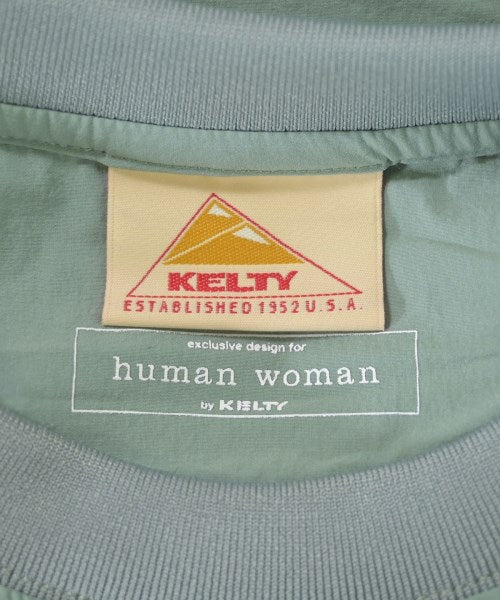 KELTY
ESTABLISHED 1952 U.S.A.
exclusive design for
human woman
by KELTY